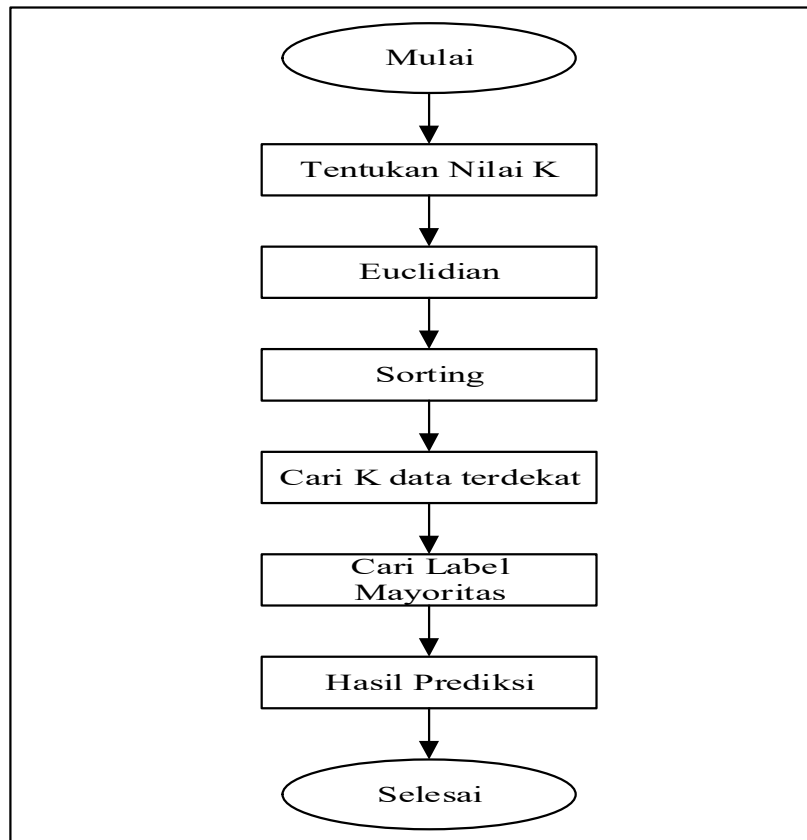 Mulai
Tentukan Nilai K
Euclidian
Sorting
Cari K data terdekat
Cari Label
Mayoritas
Hasil Prediksi
Selesai